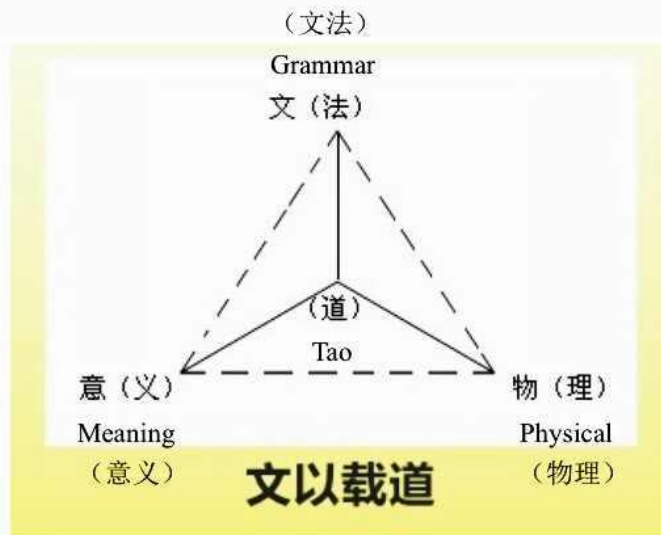 （文法）
Grammar
文（法）
（道）
Tao
意（义）
物（理）
Meaning
Physical
（意义）
（物理）
文以载道